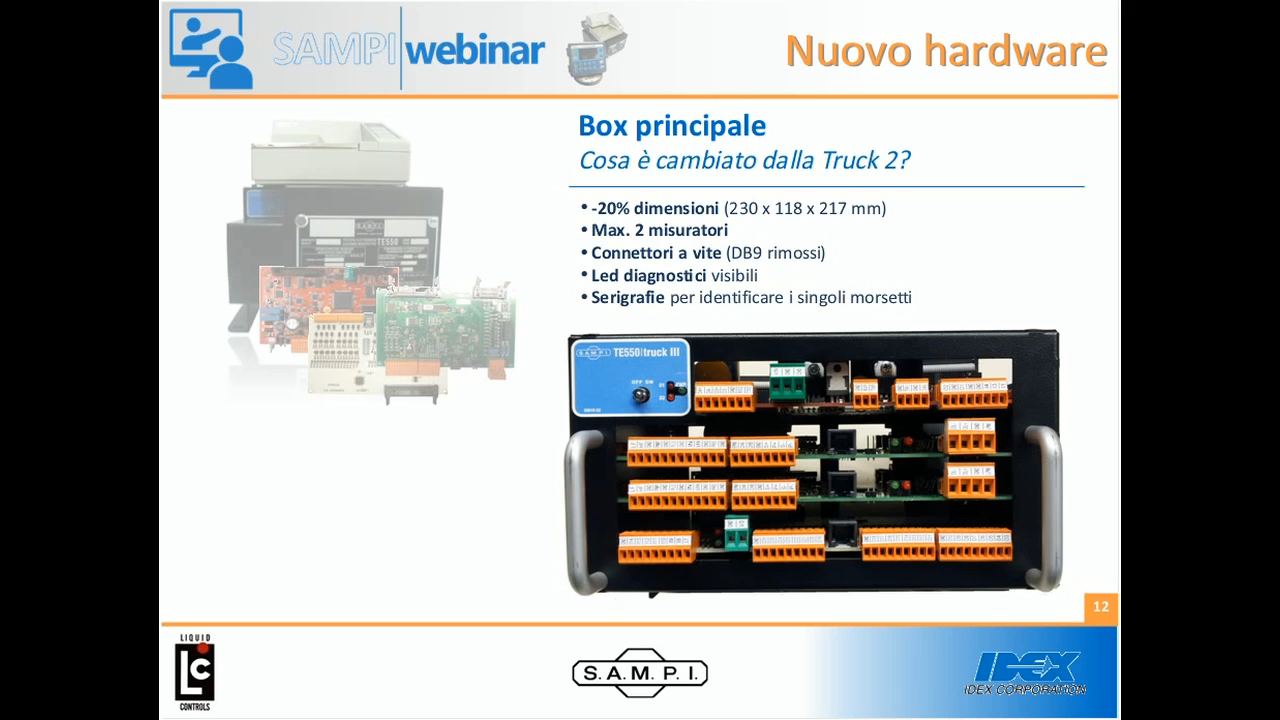 SAMPI webinar
Nuovo hardware
Box principale
Cosa è cambiato dalla Truck 2?
• -20% dimensioni (230 x 118 x 217 mm)
• Max. 2 misuratori
• Connettori a vite (DB9 rimossi)
• Led diagnostici visibili
• Serigrafie per identificare i singoli morsetti
TE550
S.A.M.P.I. TE550 truck III
OFF ON
12
LIQUID
LC
CONTROLS
S.A.M.P.I.
IDEX
IDEX CORPORATION